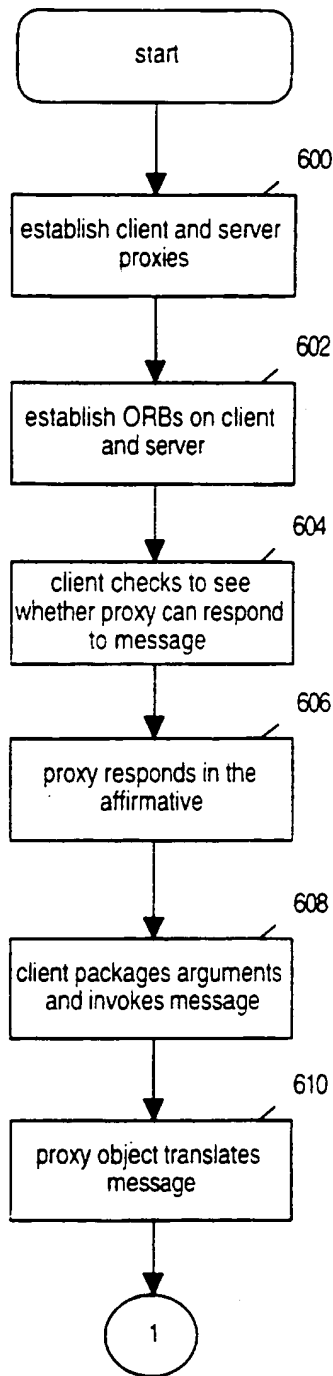 start
600
establish client and server
proxies
602
establish ORBs on client
and server
604
client checks to see
whether proxy can respond
to message
606
proxy responds in the
affirmative
608
client packages arguments
and invokes message
610
proxy object translates
message
1